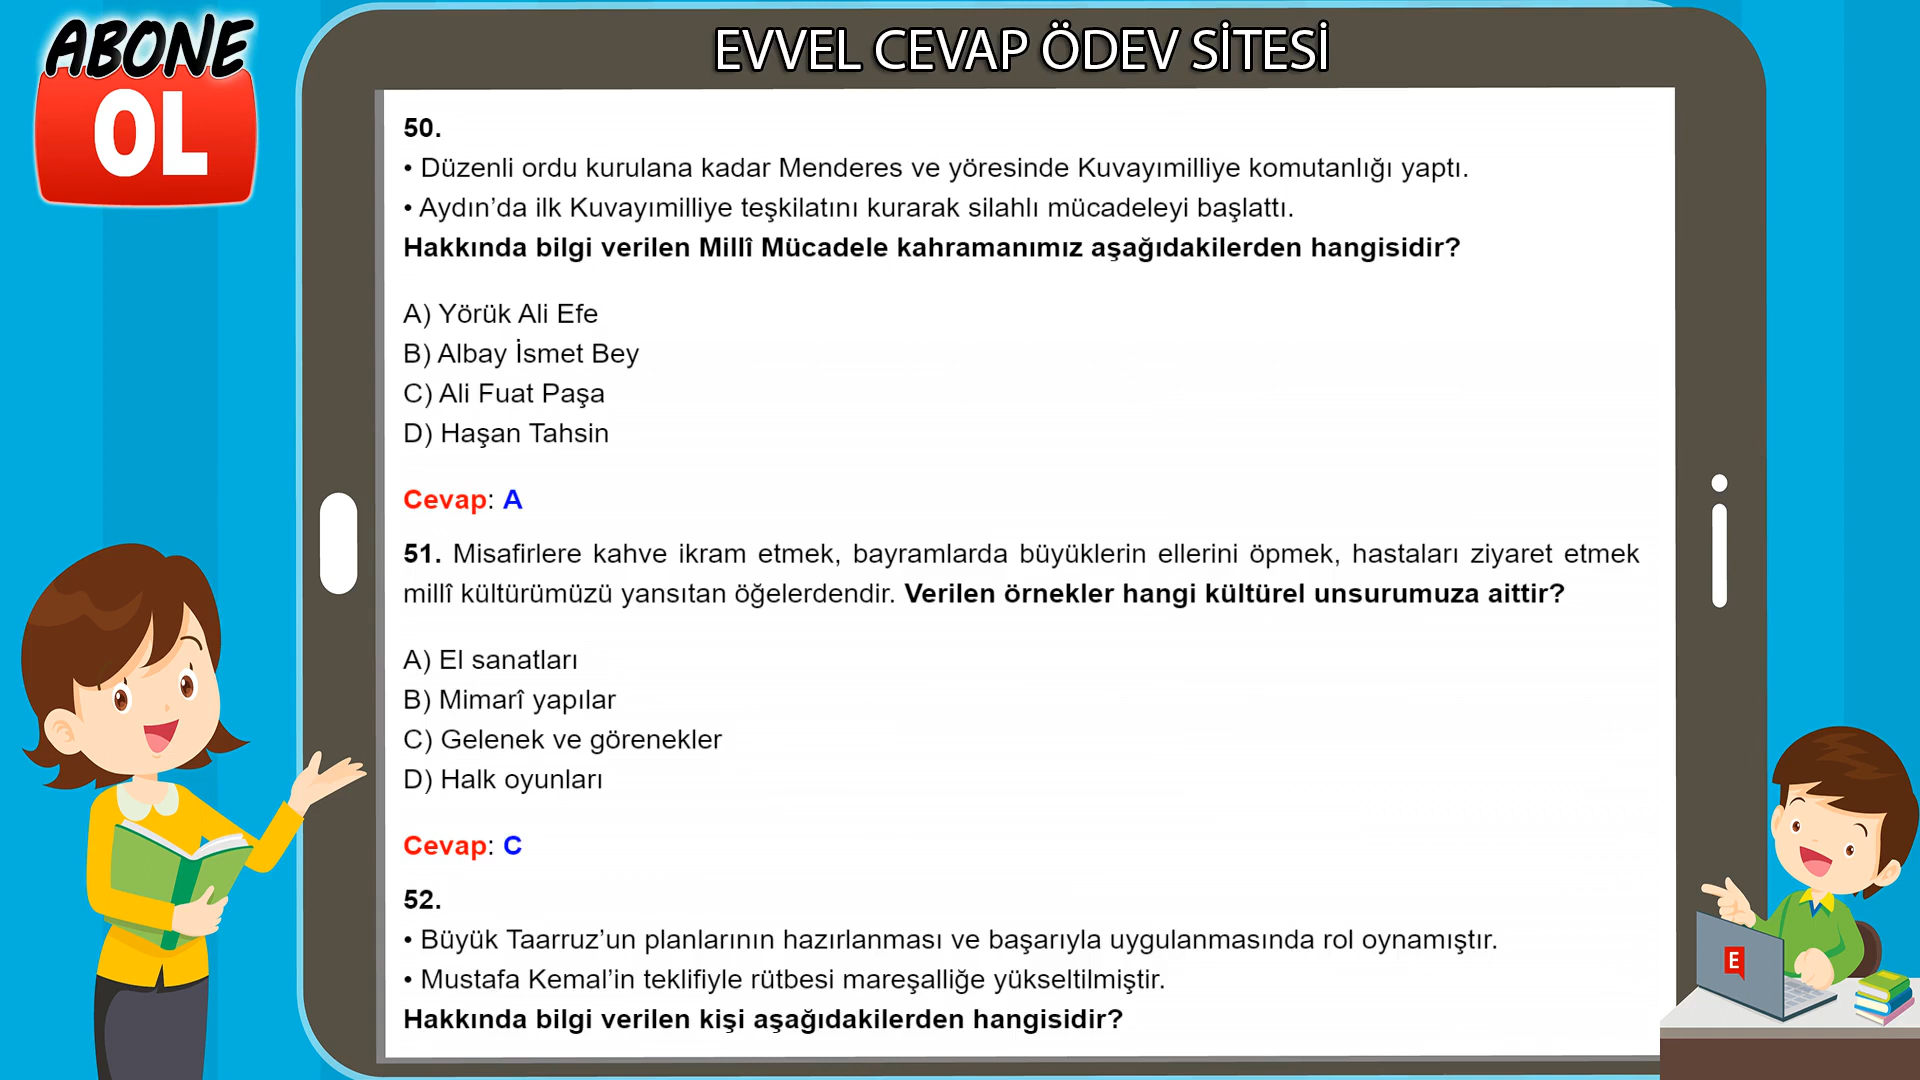 ABONE
OL
EVVEL CEVAP ÖDEV SİTESİ
50.
• Düzenli ordu kurulana kadar Menderes ve yöresinde Kuvayımilliye komutanlığı yaptı.
• Aydın’da ilk Kuvayımilliye teşkilatını kurarak silahlı mücadeleyi başlattı.
Hakkında bilgi verilen Millî Mücadele kahramanımız aşağıdakilerden hangisidir?
A) Yörük Ali Efe
B) Albay İsmet Bey
C) Ali Fuat Paşa
D) Haşan Tahsin
Cevap: A
51. Misafirlere kahve ikram etmek, bayramlarda büyüklerin ellerini öpmek, hastaları ziyaret etmek
millî kültürümüzü yansıtan öğelerdendir. Verilen örnekler hangi kültürel unsurumuza aittir?
A) El sanatları
B) Mimarî yapılar
C) Gelenek ve görenekler
D) Halk oyunları
Cevap: C
52.
• Büyük Taarruz’un planlarının hazırlanması ve başarıyla uygulanmasında rol oynamıştır.
• Mustafa Kemal’in teklifiyle rütbesi mareşalliğe yükseltilmiştir.
Hakkında bilgi verilen kişi aşağıdakilerden hangisidir?
E